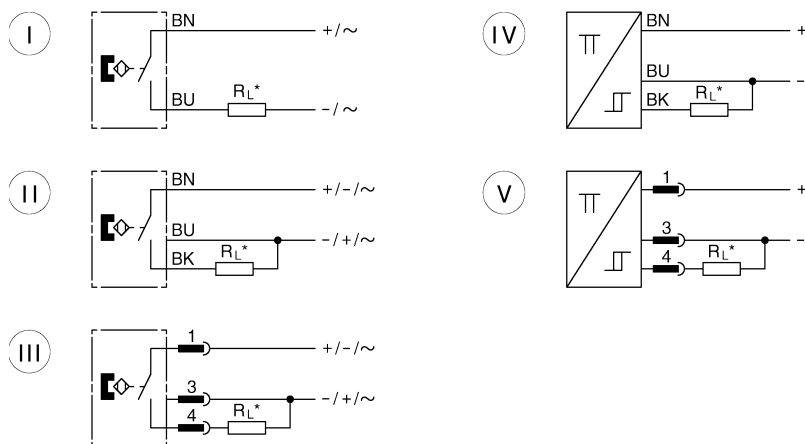 I
BN
+/~
BU
RL*
-/~
II
BN
+/-/~
BU
-/+/~
BK
RL*
III
1
+/-/~
3
-/+/~
4
RL*
IV
BN
+
BU
-
BK
RL*
V
1
+
3
-
4
RL*